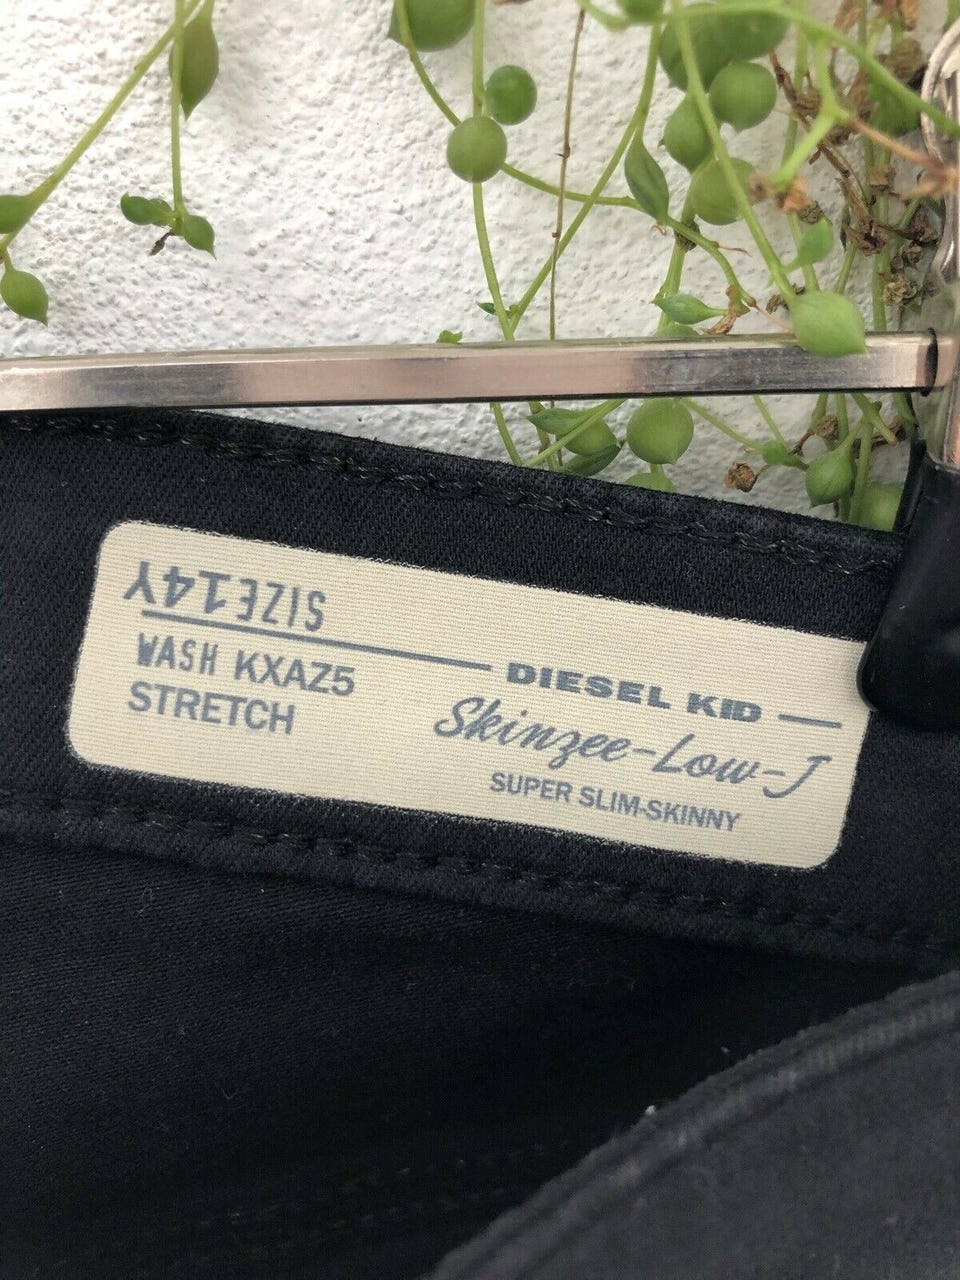 SIZE14Y
WASH KXAZ5
STRETCH
DIESEL KID
Skinzee-Low-J
SUPER SLIM-SKINNY